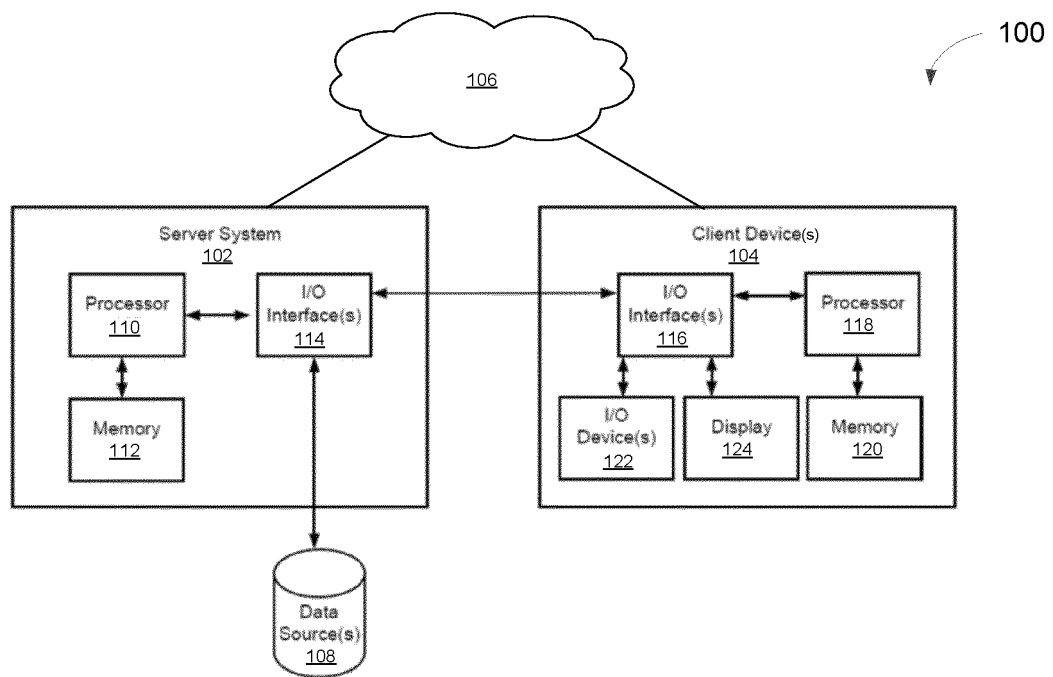 100
106
Server System
102
Processor
110
I/O
Interface(s)
114
Memory
112
Client Device(s)
104
I/O
Interface(s)
116
Processor
118
I/O
Device(s)
122
Display
124
Memory
120
Data
Source(s)
108